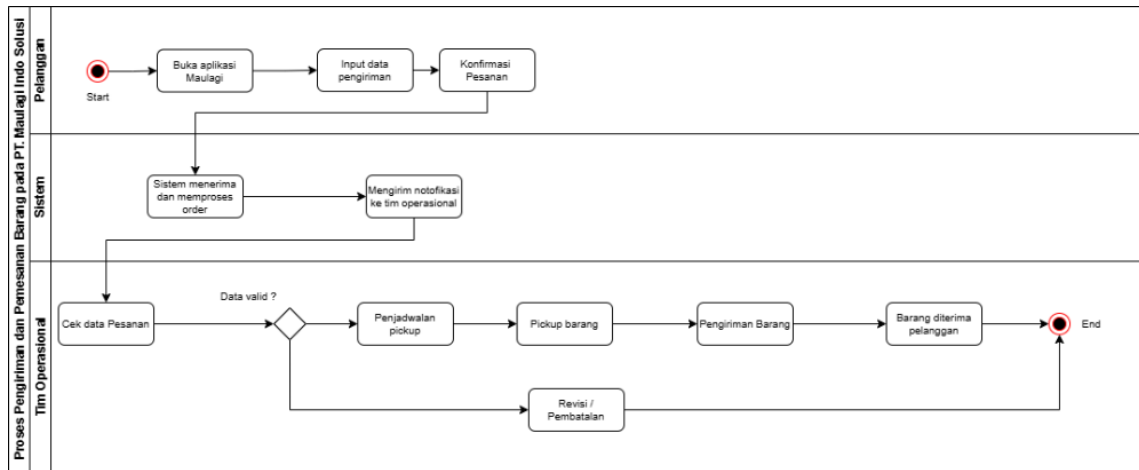 Proses Pengiriman dan Pemesanan Barang pada PT. Maulagi Indo Solusi
Pelanggan
Start
Buka aplikasi
Maulagi
Input data
pengiriman
Konfirmasi
Pesanan
Sistem
Sistem menerima
dan memproses
order
Mengirim notofikasi
ke tim operasional
Tim Operasional
Cek data Pesanan
Data valid ?
Penjadwalan
pickup
Pickup barang
Pengiriman Barang
Barang diterima
pelanggan
End
Revisi /
Pembatalan